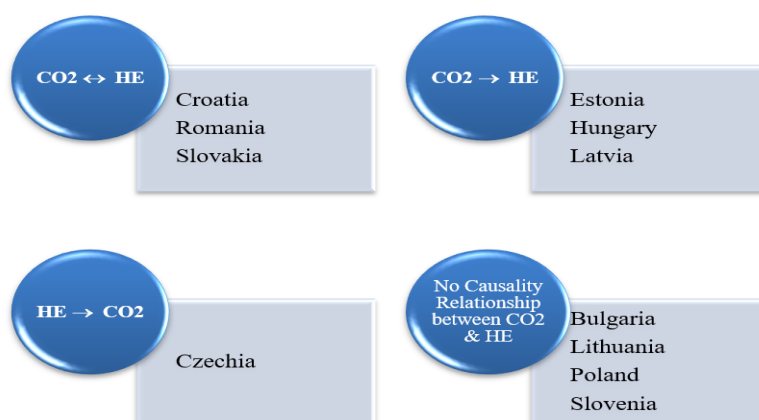 CO2 ↔ HE
Croatia
Romania
Slovakia
CO2 → HE
Estonia
Hungary
Latvia
HE → CO2
Czechia
No Causality
Relationship
between CO2
& HE
Bulgaria
Lithuania
Poland
Slovenia